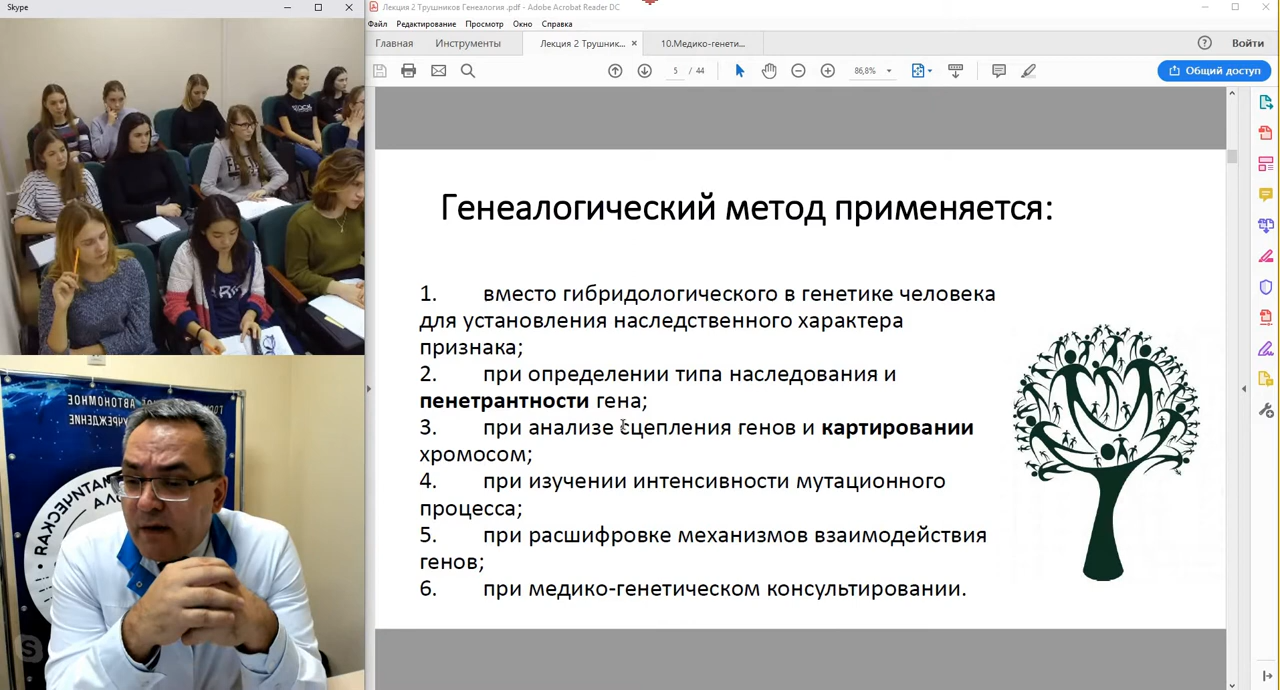 Skype
Лекция 2 Трушников Генеалогия .pdf - Adobe Acrobat Reader DC
Файл Редактирование Просмотр Окно Справка
Главная Инструменты Лекция 2 Трушник... × 10.Медико-генети... Войти
5 / 44 86,8% Общий доступ
Генеалогический метод применяется:
1. вместо гибридологического в генетике человека
для установления наследственного характера
признака;
2. при определении типа наследования и
пенетрантности гена;
3. при анализе сцепления генов и картировании
хромосом;
4. при изучении интенсивности мутационного
процесса;
5. при расшифровке механизмов взаимодействия
генов;
6. при медико-генетическом консультировании.
АВТОНОМНОЕ
УЧРЕЖДЕНИЕ